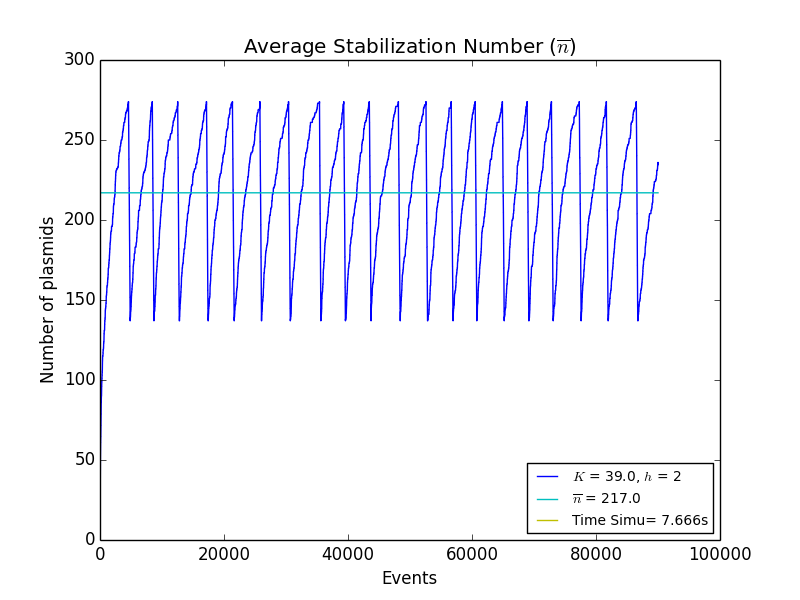 Average Stabilization Number (n̅)
300
250
200
150
100
50
0
Number of plasmids
0 20000 40000 60000 80000 100000
Events
K = 39.0, h = 2
n̅ = 217.0
Time Simu= 7.666s